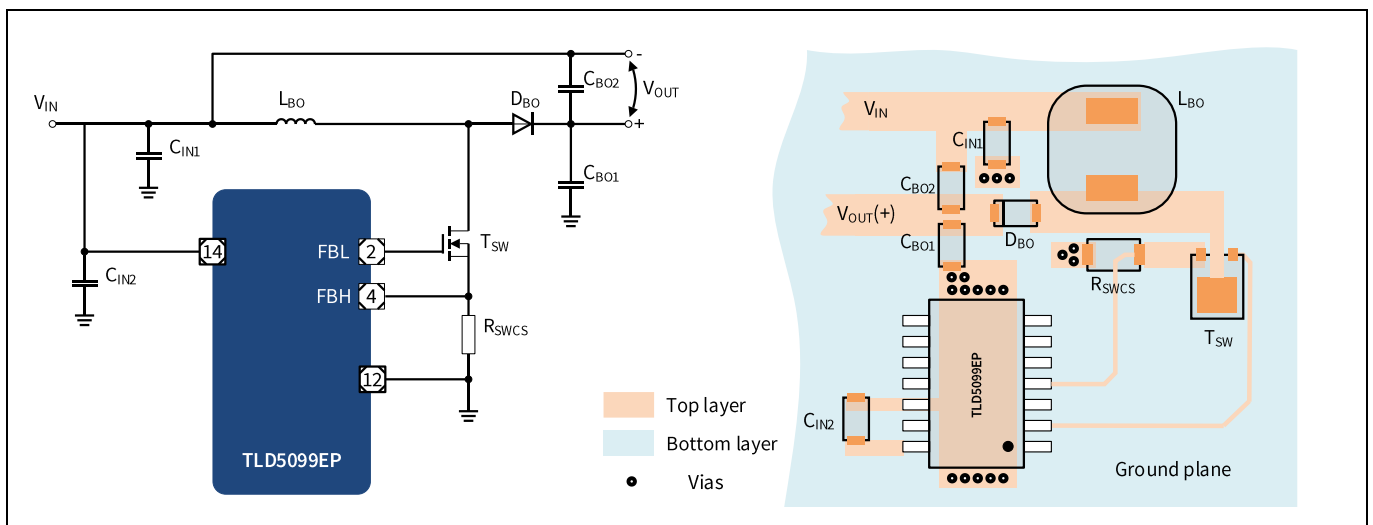 -
C_BO2
V_OUT
V_IN
L_BO
D_BO
+
C_IN1
C_BO1
14
FBL
2
T_SW
C_IN2
FBH
4
R_SWCS
12
TLD5099EP
V_IN
C_IN1
L_BO
C_BO2
V_OUT(+)
D_BO
C_BO1
R_SWCS
T_SW
TLD5099EP
C_IN2
Ground plane
Top layer
Bottom layer
Vias